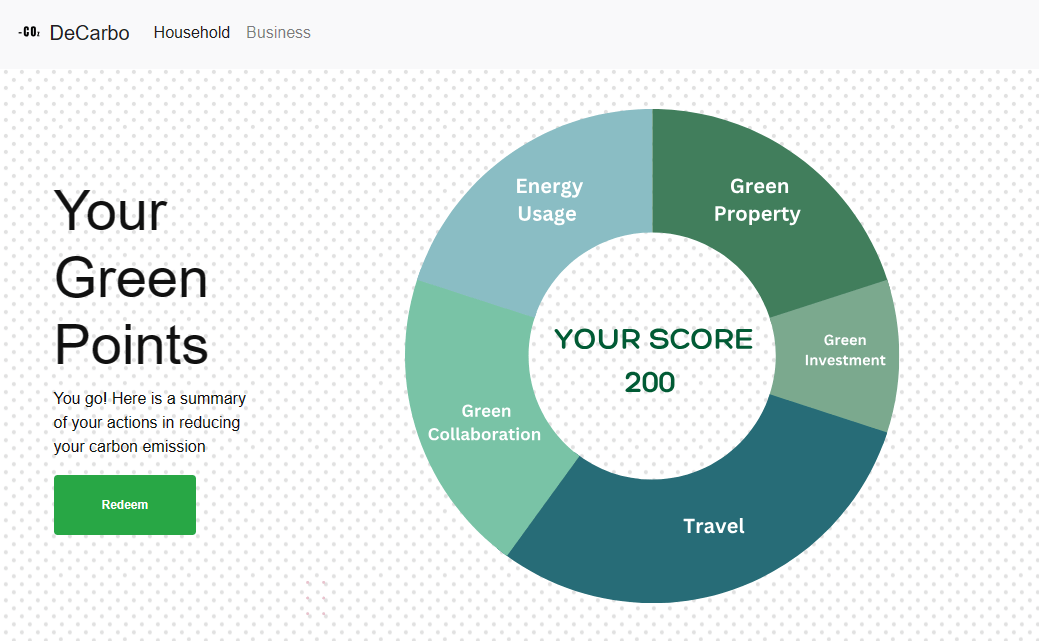 -CO₂ DeCarbo Household Business
Your
Green
Points
You go! Here is a summary
of your actions in reducing
your carbon emission
Redeem
Energy
Usage
Green
Property
Green
Investment
YOUR SCORE
200
Green
Collaboration
Travel